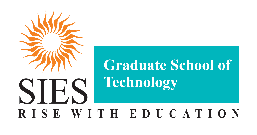 Graduate School of
Technology
SIES
RISE WITH EDUCATION